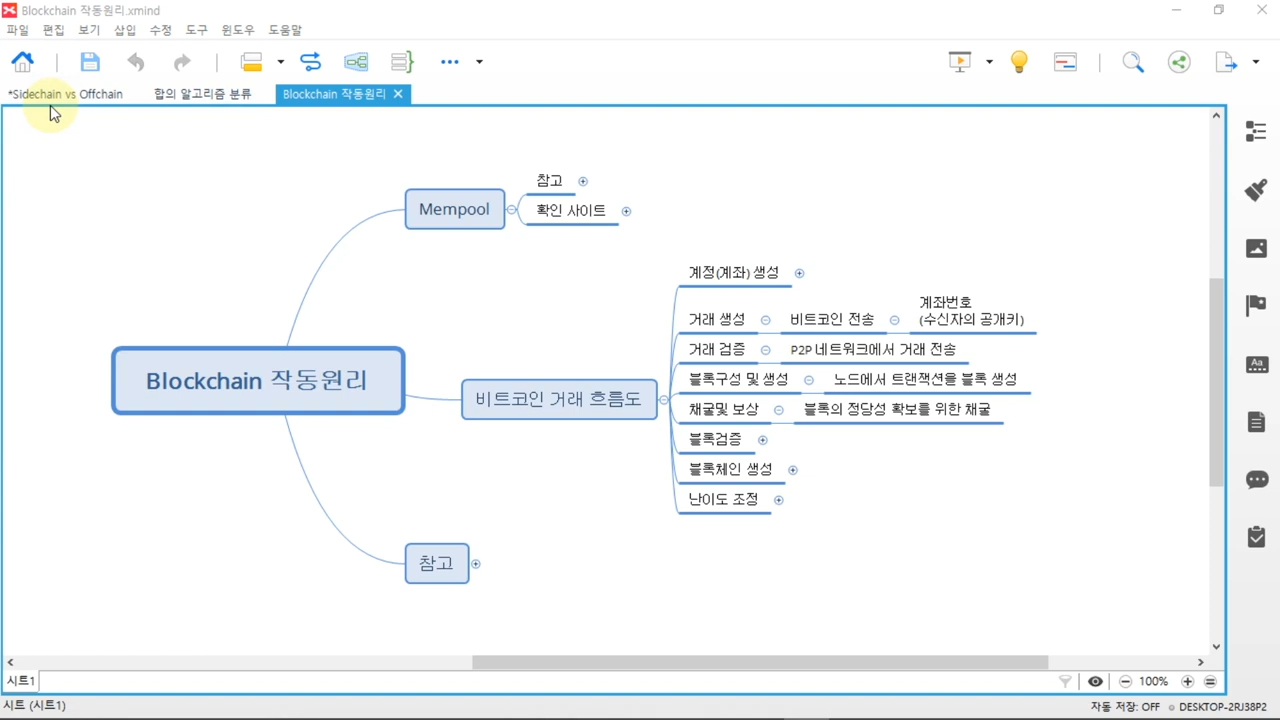 Blockchain 작동원리.xmind
파일 편집 보기 삽입 수정 도구 윈도우 도움말
*Sidechain vs Offchain 합의 알고리즘 분류 Blockchain 작동원리
Mempool
참고
확인 사이트
Blockchain 작동원리
비트코인 거래 흐름도
계정(계좌) 생성
거래 생성 비트코인 전송 계좌번호
(수신자의 공개키)
거래 검증 P2P 네트워크에서 거래 전송
블록구성 및 생성 노드에서 트랜잭션을 블록 생성
채굴및 보상 블록의 정당성 확보를 위한 채굴
블록검증
블록체인 생성
난이도 조정
참고
Aa
시트1
100%
시트 (시트1)
자동 저장: OFF DESKTOP-2RJ38P2